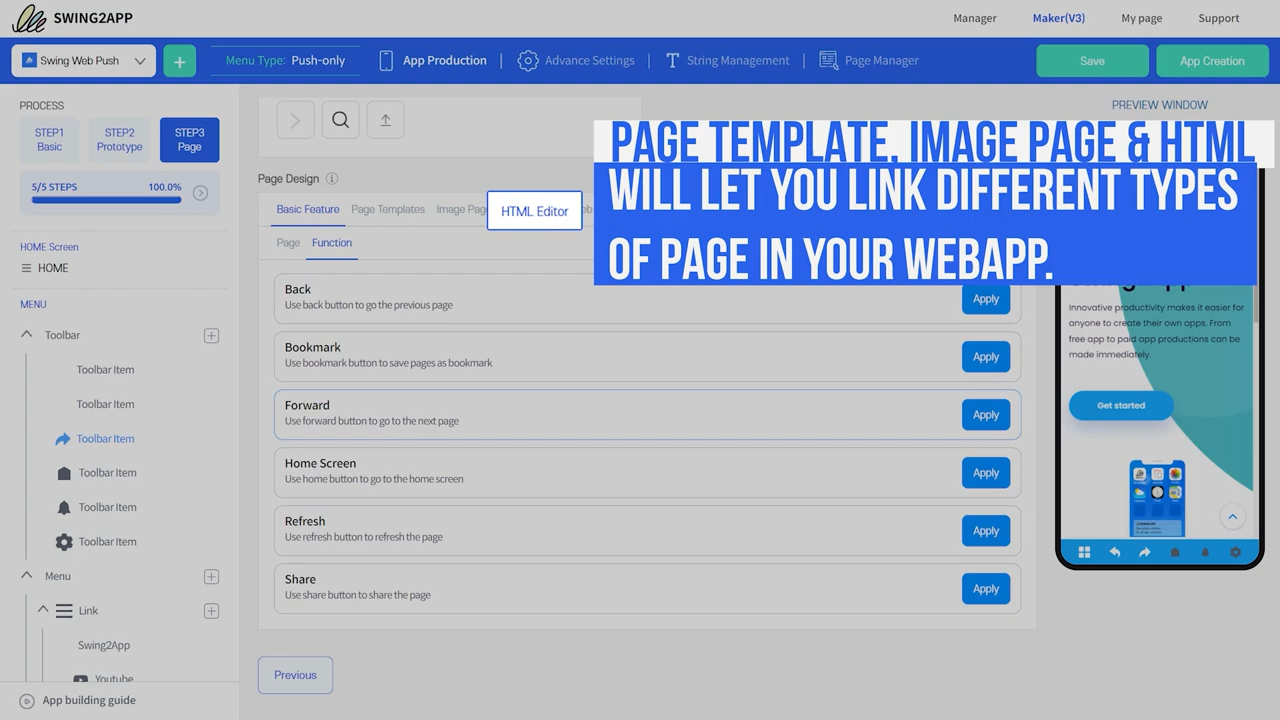 SWING2APP
Manager
Maker(V3)
My page
Support
Swing Web Push
Menu Type: Push-only
App Production
Advance Settings
String Management
Page Manager
Save
App Creation
PROCESS
STEP1
Basic
STEP2
Prototype
STEP3
Page
5/5 STEPS 100.0%
HOME Screen
HOME
MENU
Toolbar
Toolbar Item
Toolbar Item
Toolbar Item
Toolbar Item
Toolbar Item
Toolbar Item
Menu
Link
Swing2App
Youtube
App building guide
Page Design
Basic Feature
Page Templates
Image Pag
HTML Editor
Page
Function
Back
Use back button to go the previous page
Apply
Bookmark
Use bookmark button to save pages as bookmark
Apply
Forward
Use forward button to go to the next page
Apply
Home Screen
Use home button to go to the home screen
Apply
Refresh
Use refresh button to refresh the page
Apply
Share
Use share button to share the page
Apply
Previous
PREVIEW WINDOW
PAGE TEMPLATE, IMAGE PAGE & HTML
WILL LET YOU LINK DIFFERENT TYPES
OF PAGE IN YOUR WEBAPP.
Innovative productivity makes it easier for
anyone to create their own apps. From
free app to paid app productions can be
made immediately.
Get started